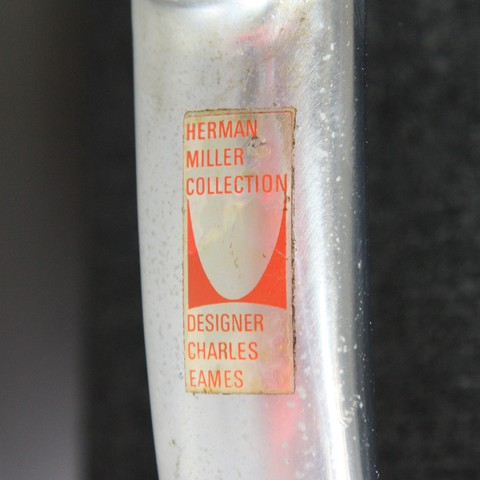 HERMAN
MILLER
COLLECTION
DESIGNER
CHARLES
EAMES